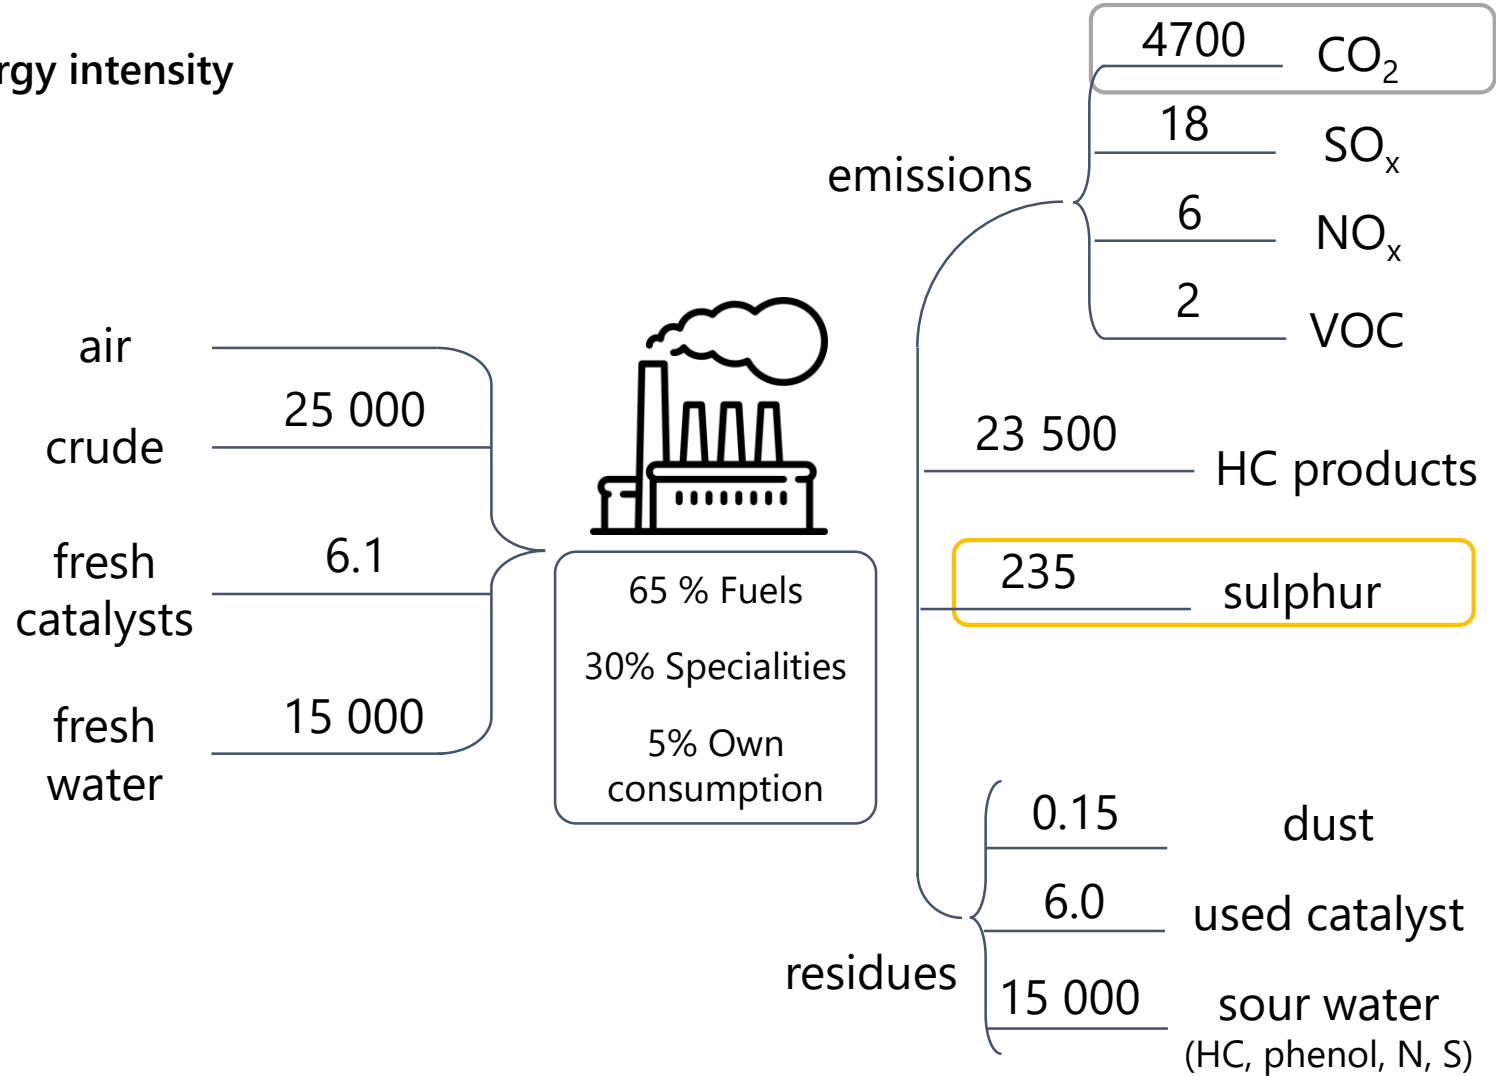 rgy intensity
4700 CO₂
18 SOₓ
emissions
6 NOₓ
2 VOC
air
25 000
crude
6.1
fresh
catalysts
15 000
fresh
water
65 % Fuels
30% Specialities
5% Own
consumption
23 500
HC products
235
sulphur
0.15
dust
6.0
used catalyst
residues
15 000
sour water
(HC, phenol, N, S)